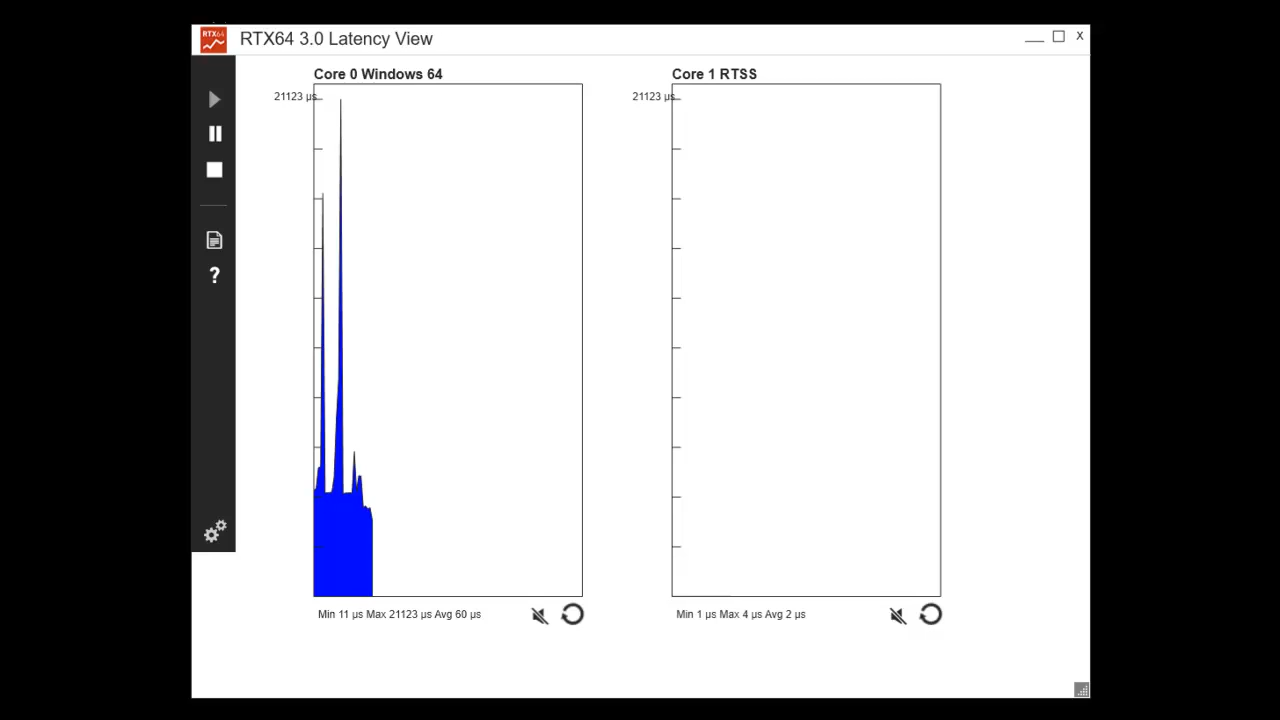 RTX64
RTX64 3.0 Latency View
X
Core 0 Windows 64
21123 µs
Min 11 µs Max 21123 µs Avg 60 µs
Core 1 RTSS
21123 µs
Min 1 µs Max 4 µs Avg 2 µs
?